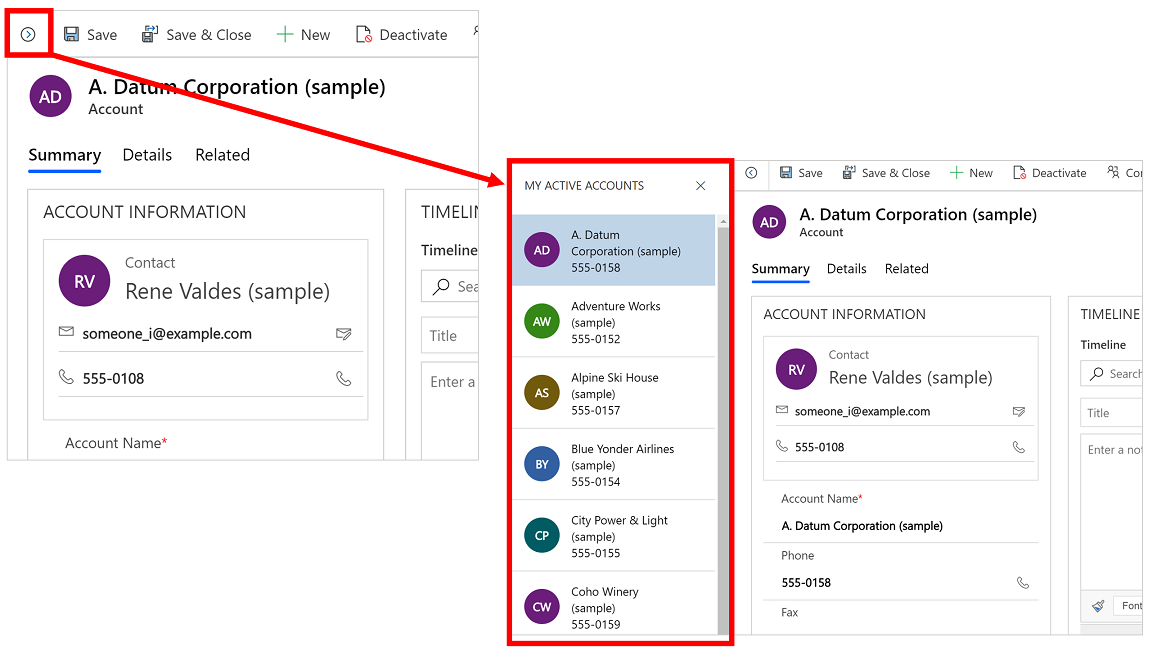 Save
Save & Close
New
Deactivate
AD
A. Datum Corporation (sample)
Account
Summary
Details
Related
ACCOUNT INFORMATION
RV
Contact
Rene Valdes (sample)
someone_i@example.com
555-0108
Account Name*
TIMELIN
Timeline
Sea
Title
Enter a
MY ACTIVE ACCOUNTS
AD
A. Datum
Corporation (sample)
555-0158
AW
Adventure Works
(sample)
555-0152
AS
Alpine Ski House
(sample)
555-0157
BY
Blue Yonder Airlines
(sample)
555-0154
CP
City Power & Light
(sample)
555-0155
CW
Coho Winery
(sample)
555-0159
Save
Save & Close
New
Deactivate
Con
AD
A. Datum Corporation (sample)
Account
Summary
Details
Related
ACCOUNT INFORMATION
RV
Contact
Rene Valdes (sample)
someone_i@example.com
555-0108
Account Name*
A. Datum Corporation (sample)
Phone
555-0158
Fax
TIMELINE
Timeline
Search
Title
Enter a not
Font